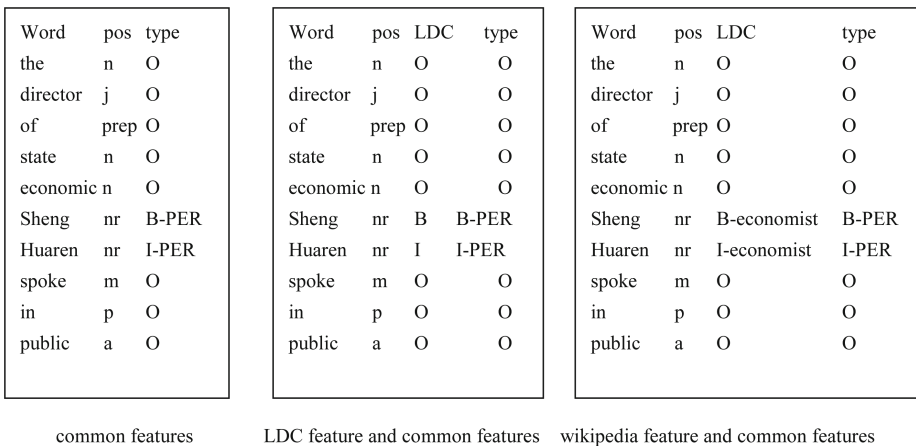 Word pos type
the n O
director j O
of prep O
state n O
economic n O
Sheng nr B-PER
Huaren nr I-PER
spoke m O
in p O
public a O
common features
Word pos LDC type
the n O O
director j O O
of prep O O
state n O O
economic n O O
Sheng nr B B-PER
Huaren nr I I-PER
spoke m O O
in p O O
public a O O
LDC feature and common features
Word pos LDC type
the n O O
director j O O
of prep O O
state n O O
economic n O O
Sheng nr B-economist B-PER
Huaren nr I-economist I-PER
spoke m O O
in p O O
public a O O
wikipedia feature and common features